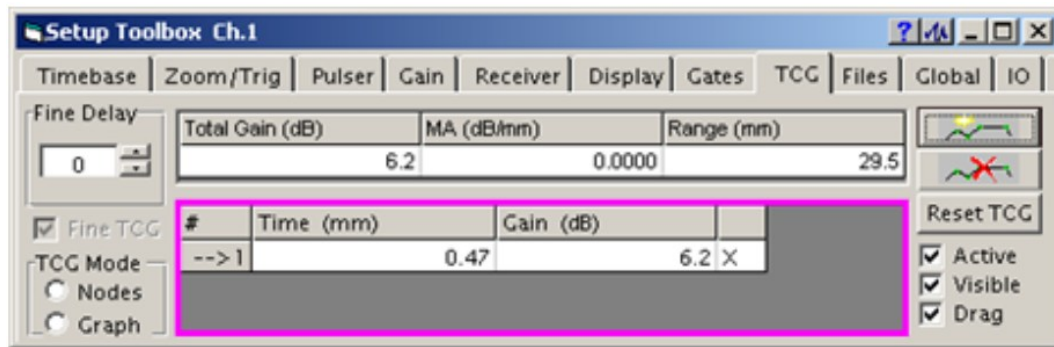 Setup Toolbox Ch.1
Timebase Zoom/Trig Pulser Gain Receiver Display Gates TCG Files Global IO
Fine Delay
0
Total Gain (dB) MA (dB/mm) Range (mm)
6.2 0.0000 29.5
Fine TCG
TCG Mode
Nodes
Graph
# Time (mm) Gain (dB)
-->1 0.47 6.2 X
Reset TCG
Active
Visible
Drag